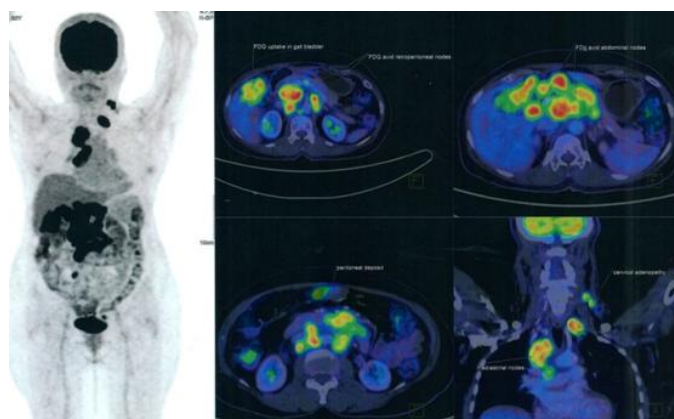 FDG uptake in gall bladder
FDG avid retroperitoneal nodes
FDG avid abdominal nodes
peritoneal deposit
cervical adenopathy
mediastinal nodes